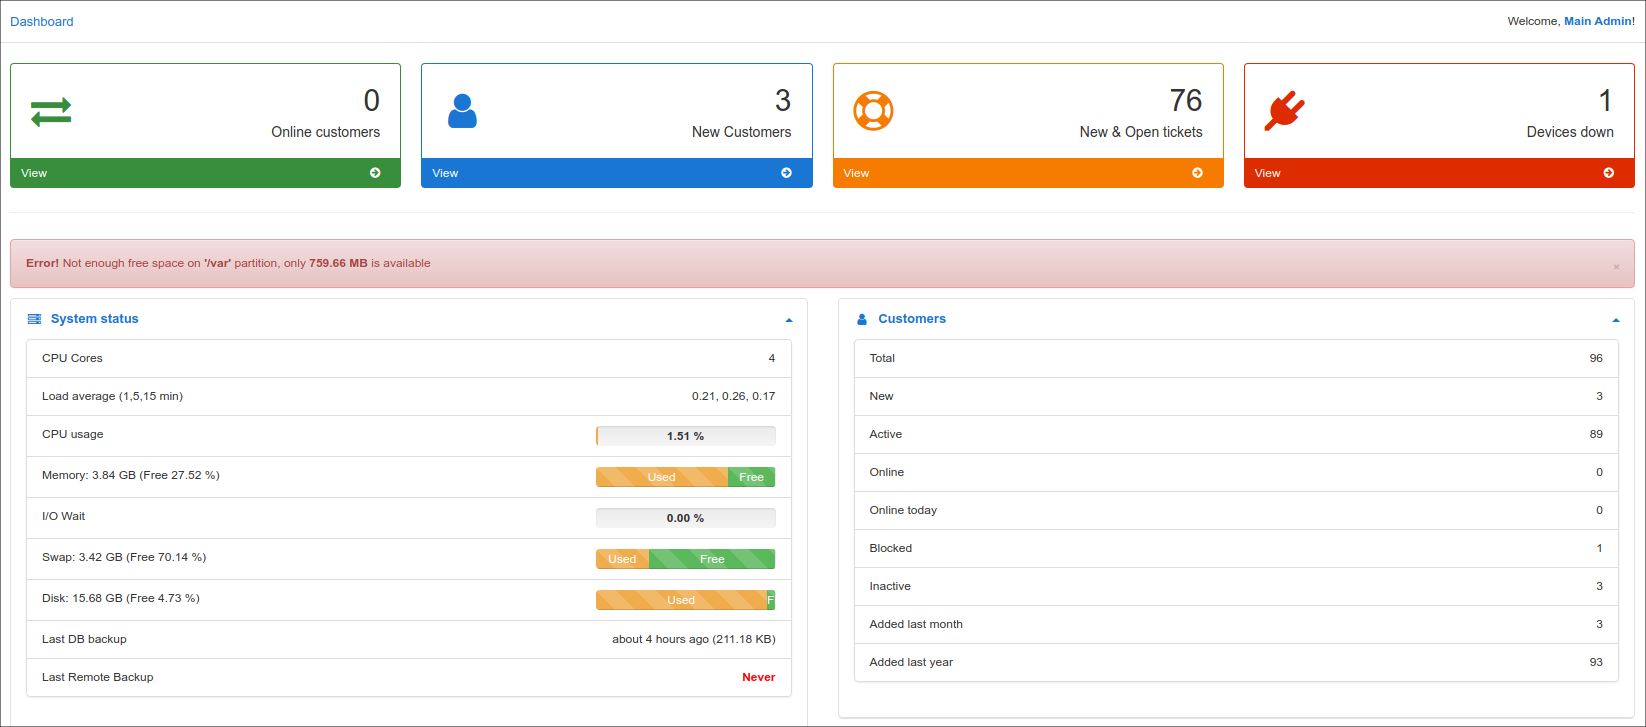 Dashboard
Welcome, Main Admin!
0
Online customers
View
3
New Customers
View
76
New & Open tickets
View
1
Devices down
View
Error! Not enough free space on '/var' partition, only 759.66 MB is available
×
System status
CPU Cores 4
Load average (1,5,15 min) 0.21, 0.26, 0.17
CPU usage 1.51 %
Memory: 3.84 GB (Free 27.52 %) Used Free
I/O Wait 0.00 %
Swap: 3.42 GB (Free 70.14 %) Used Free
Disk: 15.68 GB (Free 4.73 %) Used F
Last DB backup about 4 hours ago (211.18 KB)
Last Remote Backup Never
Customers
Total 96
New 3
Active 89
Online 0
Online today 0
Blocked 1
Inactive 3
Added last month 3
Added last year 93